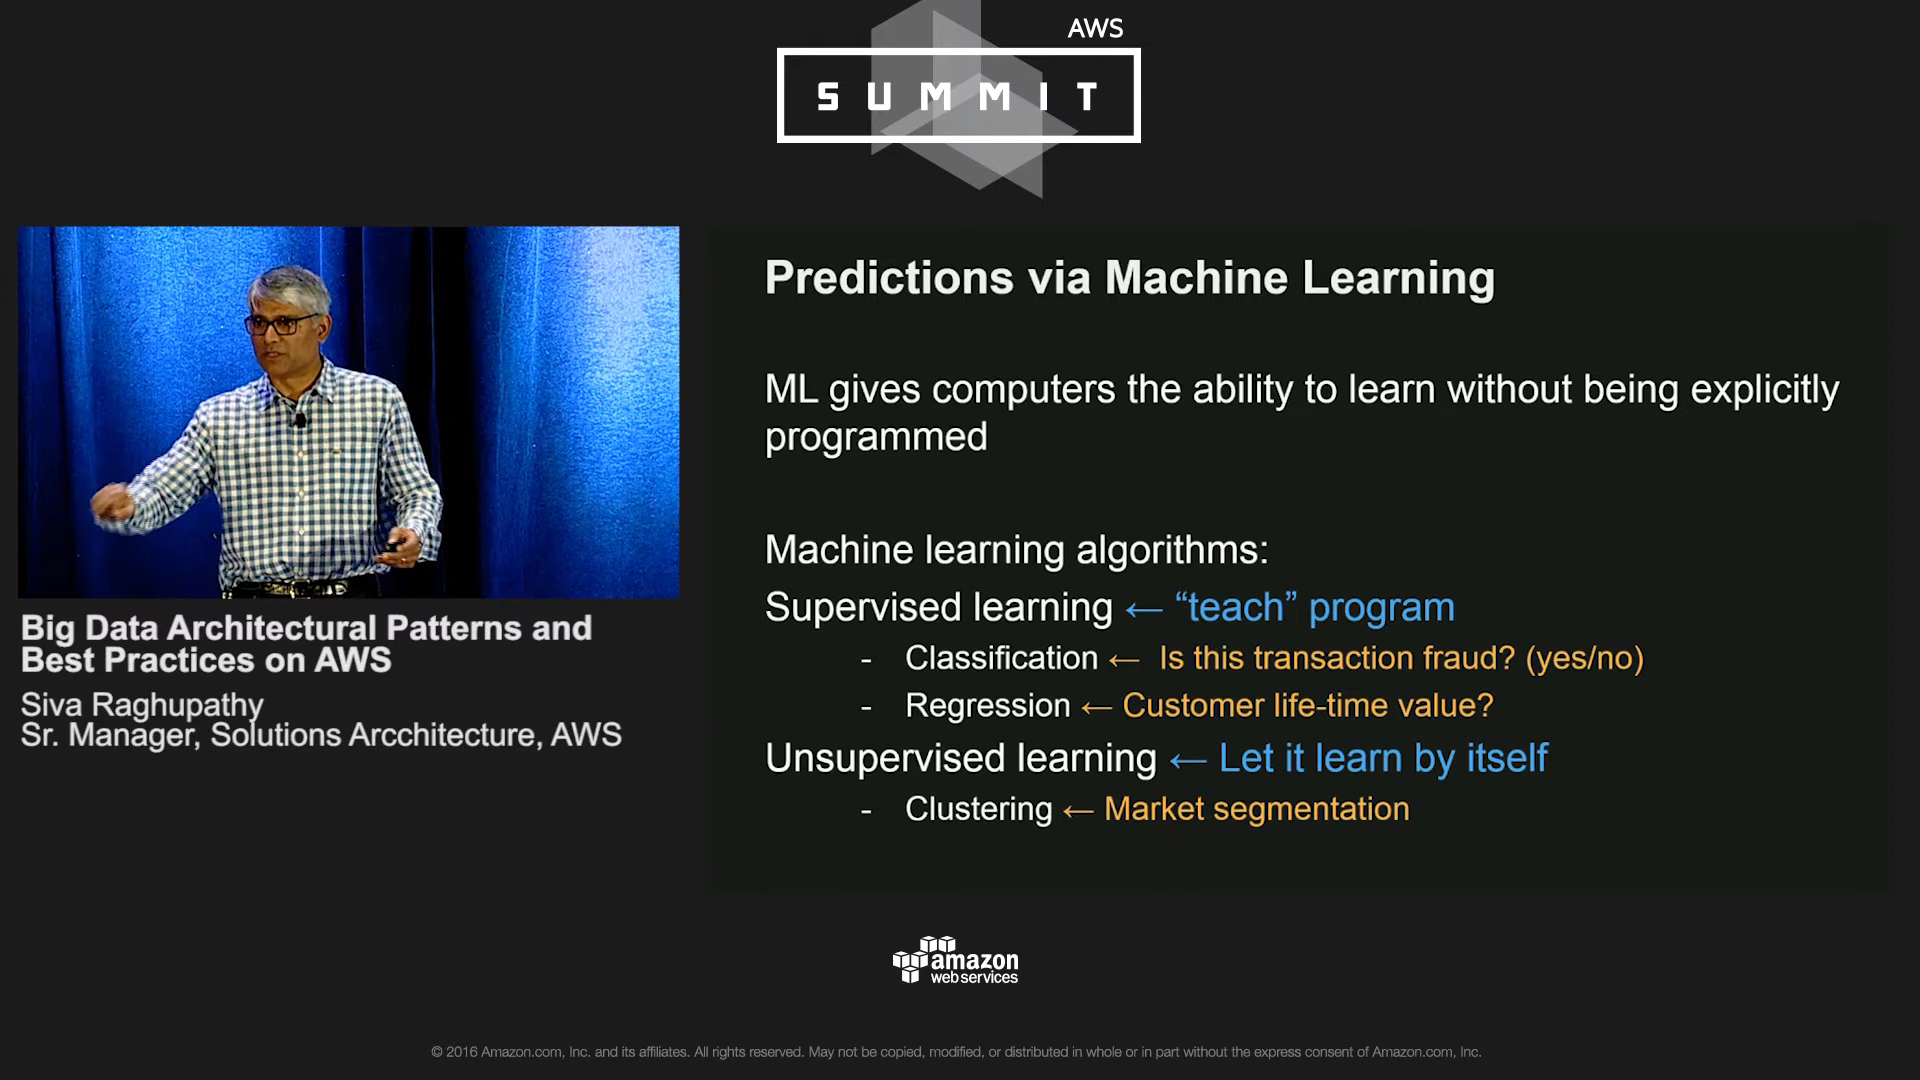 AWS
SUMMIT
Predictions via Machine Learning
ML gives computers the ability to learn without being explicitly
programmed
Machine learning algorithms:
Supervised learning ← “teach” program
- Classification ← Is this transaction fraud? (yes/no)
- Regression ← Customer life-time value?
Unsupervised learning ← Let it learn by itself
- Clustering ← Market segmentation
Big Data Architectural Patterns and
Best Practices on AWS
Siva Raghupathy
Sr. Manager, Solutions Arcchitecture, AWS
amazon
webservices
© 2016 Amazon.com, Inc. and its affiliates. All rights reserved. May not be copied, modified, or distributed in whole or in part without the express consent of Amazon.com, Inc.